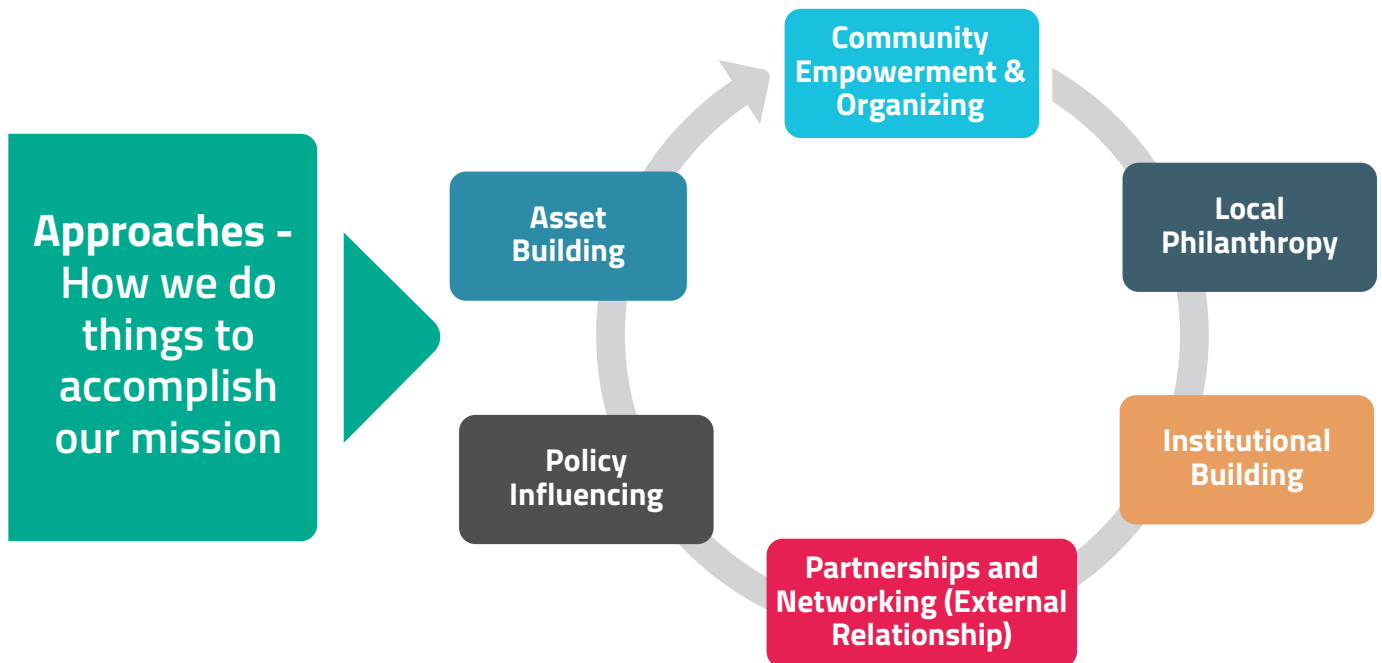 Approaches -
How we do
things to
accomplish
our mission
Community
Empowerment &
Organizing
Local
Philanthropy
Institutional
Building
Partnerships and
Networking (External
Relationship)
Policy
Influencing
Asset
Building